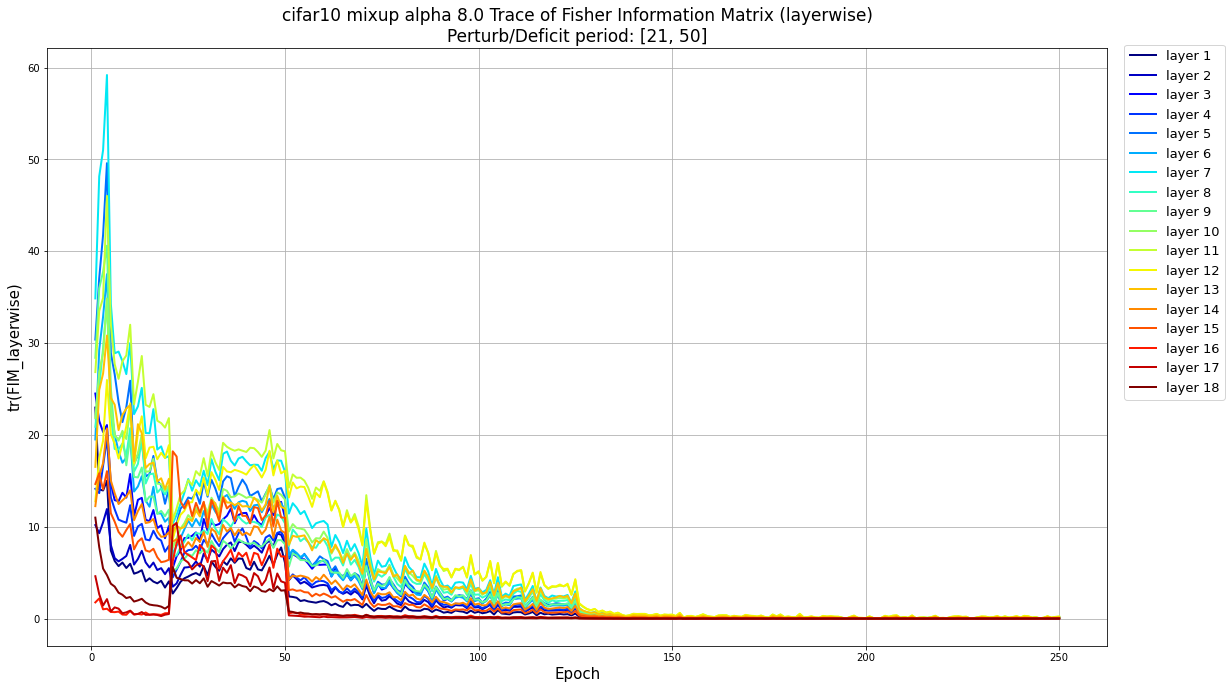 cifar10 mixup alpha 8.0 Trace of Fisher Information Matrix (layerwise)
Perturb/Deficit period: [21, 50]
tr(FIM_layerwise)
60
50
40
30
20
10
0
0
50
100
150
200
250
Epoch
layer 1
layer 2
layer 3
layer 4
layer 5
layer 6
layer 7
layer 8
layer 9
layer 10
layer 11
layer 12
layer 13
layer 14
layer 15
layer 16
layer 17
layer 18